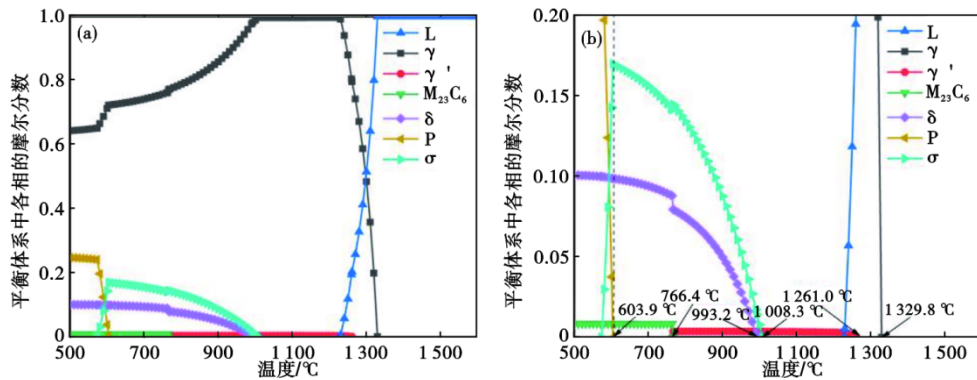 (a)
平衡体系中各相的摩尔分数
1.0
0.8
0.6
0.4
0.2
0
500 700 900 1 100 1 300 1 500
温度/℃
L
γ
γ '
M23C6
δ
P
σ
(b)
平衡体系中各相的摩尔分数
0.20
0.15
0.10
0.05
0
500 700 900 1 100 1 300 1 500
温度/℃
L
γ
γ '
M23C6
δ
P
σ
603.9 ℃
766.4 ℃
993.2 ℃
1 008.3 ℃
1 261.0 ℃
1 329.8 ℃